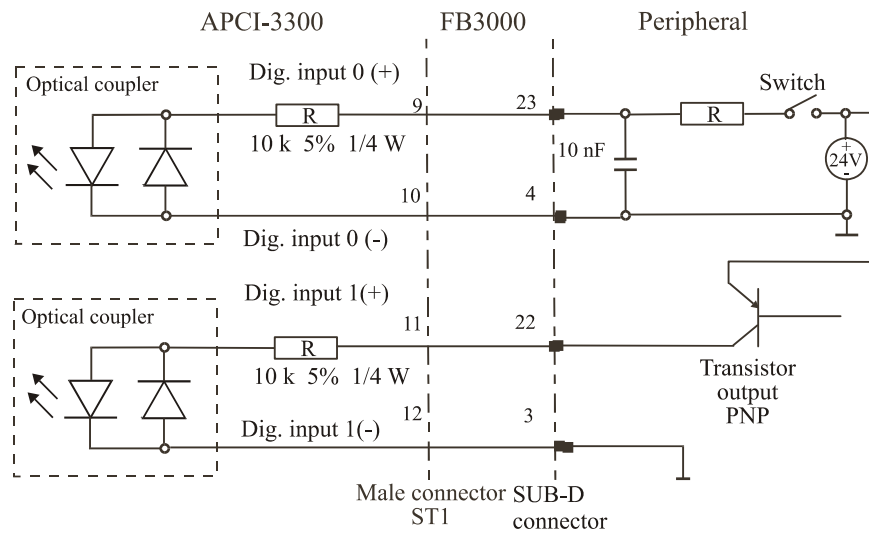 APCI-3300 FB3000 Peripheral
Optical coupler
Dig. input 0 (+)
Switch
9 23
R
R
10 k 5% 1/4 W
10 nF
+
24V
-
10 4
Dig. input 0 (-)
Optical coupler
Dig. input 1(+)
11 22
R
10 k 5% 1/4 W
Transistor
output
PNP
12 3
Dig. input 1(-)
Male connector
ST1
SUB-D
connector